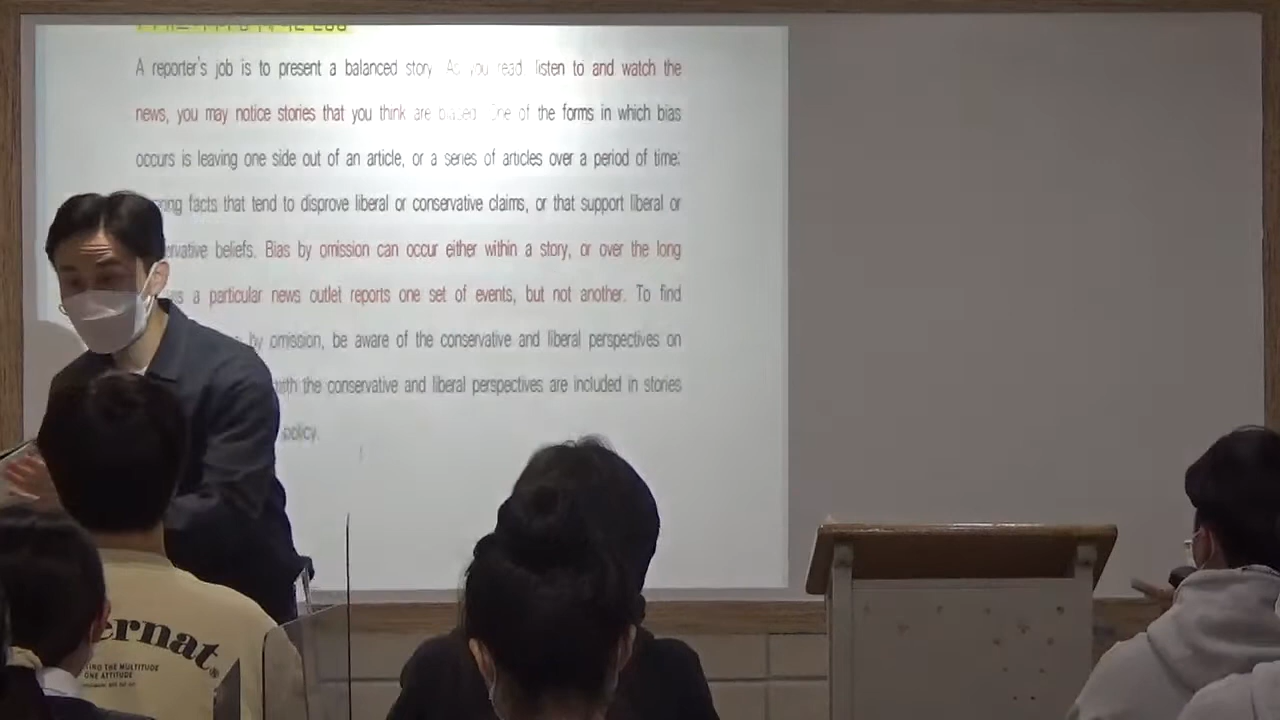 A reporter's job is to present a balanced story. As you read, listen to and watch the
news, you may notice stories that you think are biased. One of the forms in which bias
occurs is leaving one side out of an article, or a series of articles over a period of time:
facts that tend to disprove liberal or conservative claims, or that support liberal or
beliefs. Bias by omission can occur either within a story, or over the long
a particular news outlet reports one set of events, but not another. To find
by omission, be aware of the conservative and liberal perspectives on
the conservative and liberal perspectives are included in stories
policy.
ernat
THE MULTITUDE
ONE ATTITUDE